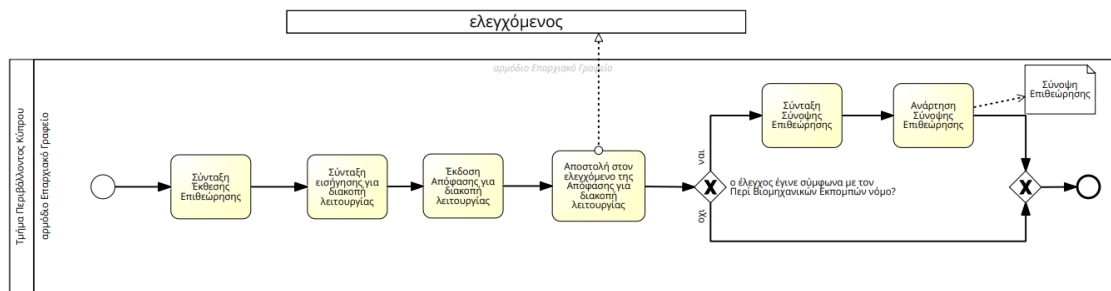 ελεγχόμενος
αρμόδιο Επαρχιακό Γραφείο
Τμήμα Περιβάλλοντος Κύπρου
αρμόδιο Επαρχιακό Γραφείο
Σύνταξη
Έκθεσης
Επιθεώρησης
Σύνταξη
εισήγησης για
διακοπή
λειτουργίας
Έκδοση
Απόφασης για
διακοπή
λειτουργίας
Αποστολή στον
ελεγχόμενο της
Απόφασης για
διακοπή
λειτουργίας
ναι
όχι
ο έλεγχος έγινε σύμφωνα με τον
Περί Βιομηχανικών Εκπομπών νόμο?
Σύνταξη
Σύνοψης
Επιθεώρησης
Ανάρτηση
Σύνοψης
Επιθεώρησης
Σύνοψη
Επιθεώρησης